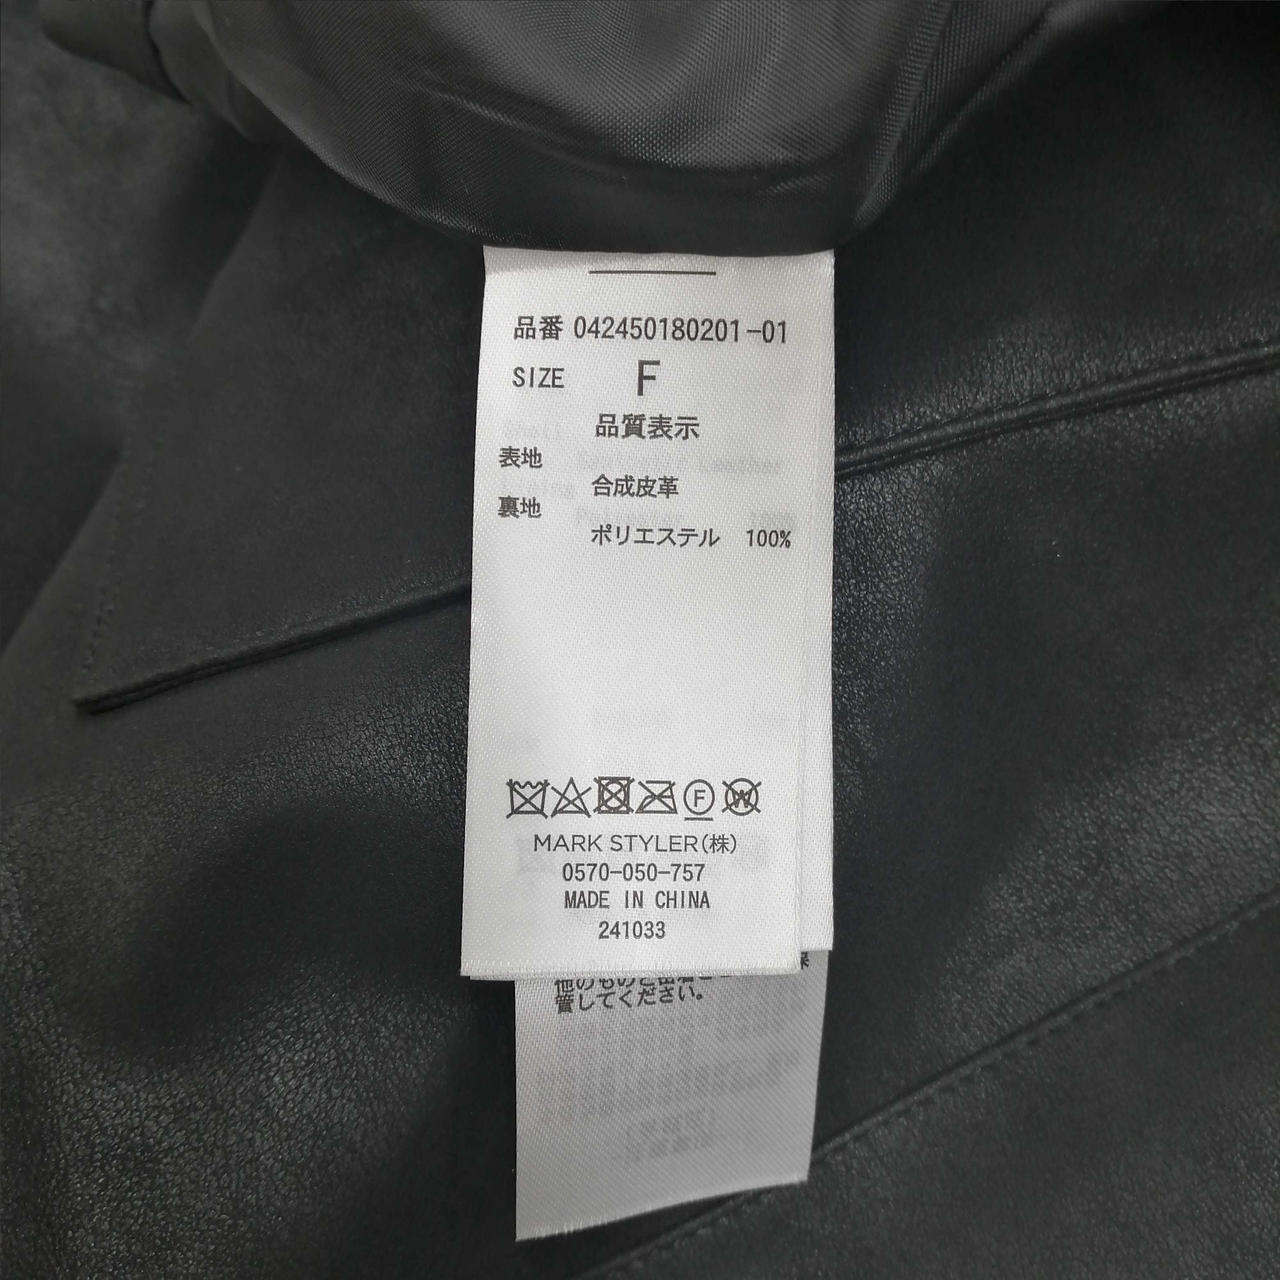 品番 042450180201-01
SIZE F
品質表示
表地
合成皮革
裏地
ポリエステル 100%
MARK STYLER(株)
0570-050-757
MADE IN CHINA
241033
管してください。